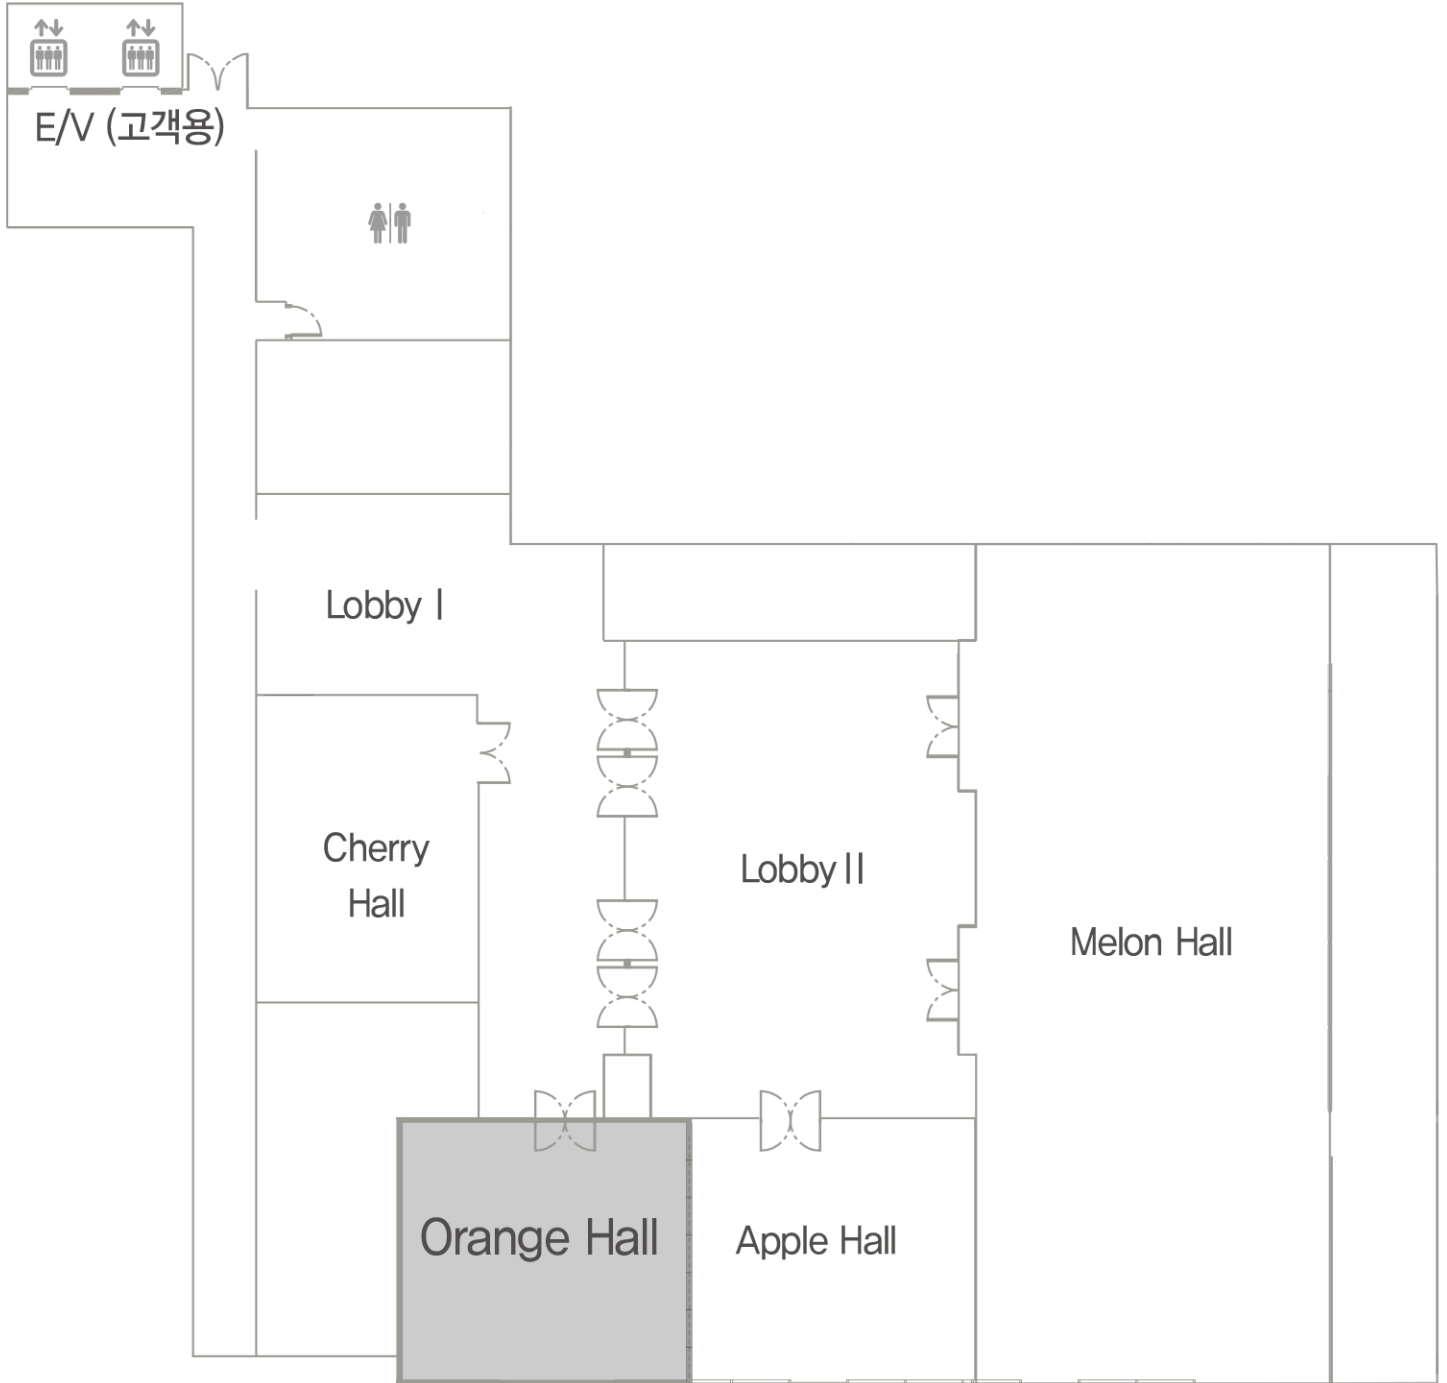 E/V (고객용)
Lobby I
Cherry
Hall
Lobby II
Melon Hall
Orange Hall
Apple Hall